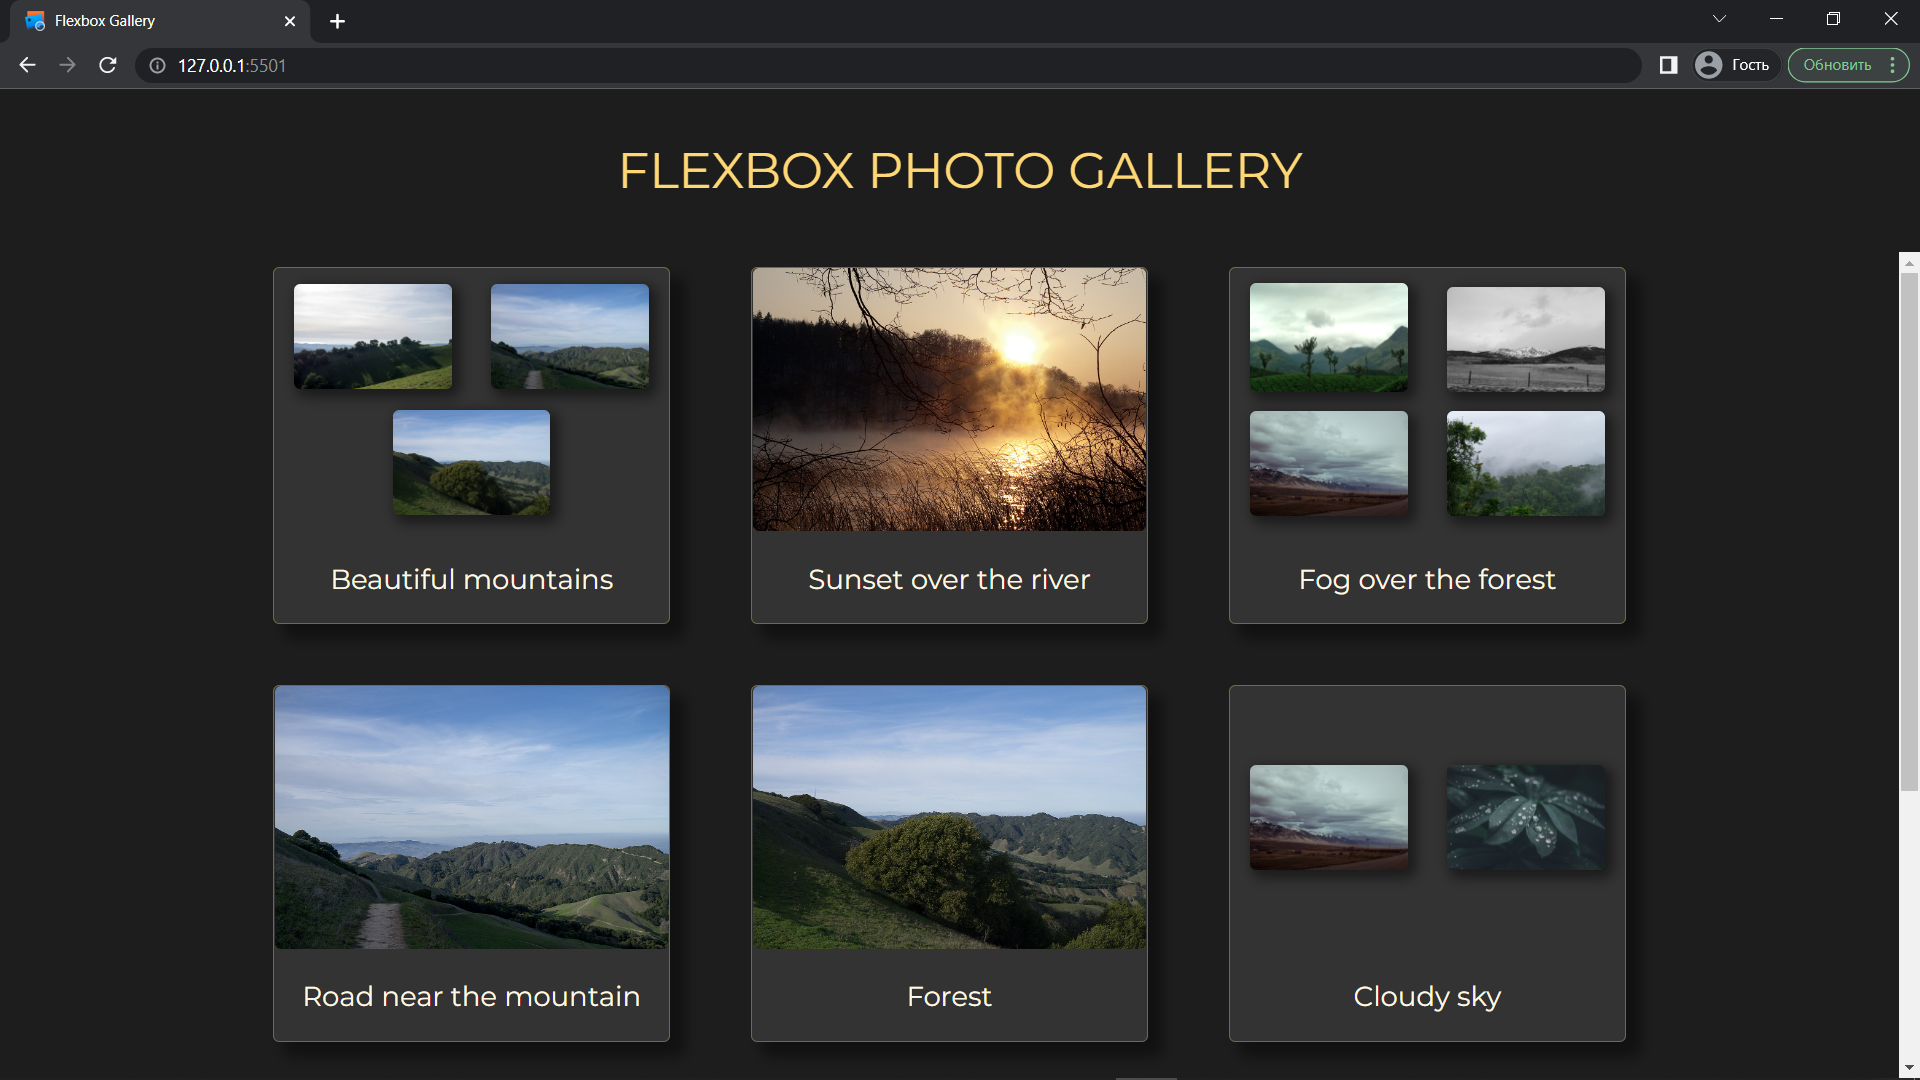 Flexbox Gallery
127.0.0.1:5501
Гость
Обновить
FLEXBOX PHOTO GALLERY
Beautiful mountains
Sunset over the river
Fog over the forest
Road near the mountain
Forest
Cloudy sky